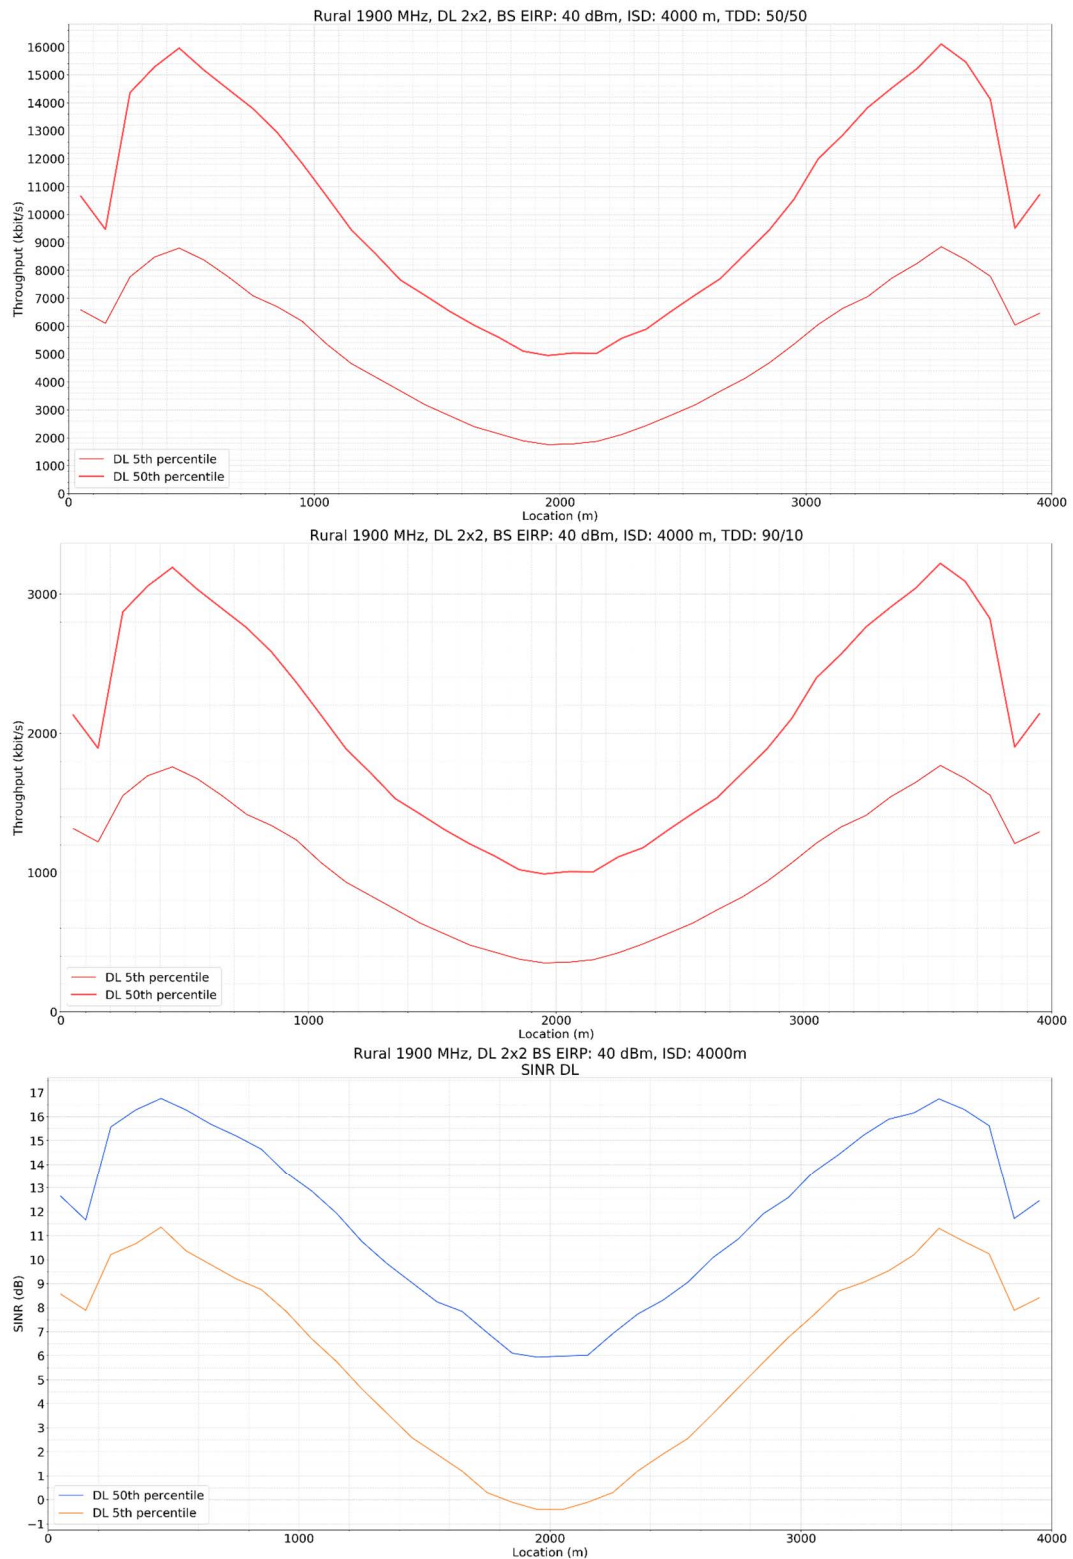 Rural 1900 MHz, DL 2x2, BS EIRP: 40 dBm, ISD: 4000 m, TDD: 50/50
16000
15000
14000
13000
12000
11000
10000
9000
8000
7000
6000
5000
4000
3000
2000
1000
0
Throughput (kbit/s)
DL 5th percentile
DL 50th percentile
0 1000 2000 3000 4000
Location (m)
Rural 1900 MHz, DL 2x2, BS EIRP: 40 dBm, ISD: 4000 m, TDD: 90/10
3000
2000
1000
0
Throughput (kbit/s)
DL 5th percentile
DL 50th percentile
0 1000 2000 3000 4000
Location (m)
Rural 1900 MHz, DL 2x2 BS EIRP: 40 dBm, ISD: 4000m
SINR DL
17
16
15
14
13
12
11
10
9
8
7
6
5
4
3
2
1
0
−1
SINR (dB)
DL 50th percentile
DL 5th percentile
0 1000 2000 3000 4000
Location (m)